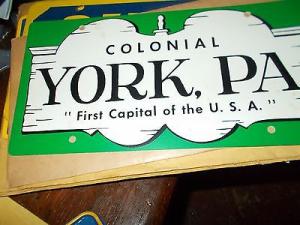 COLONIAL
YORK, PA
" First Capital of the U. S. A. "